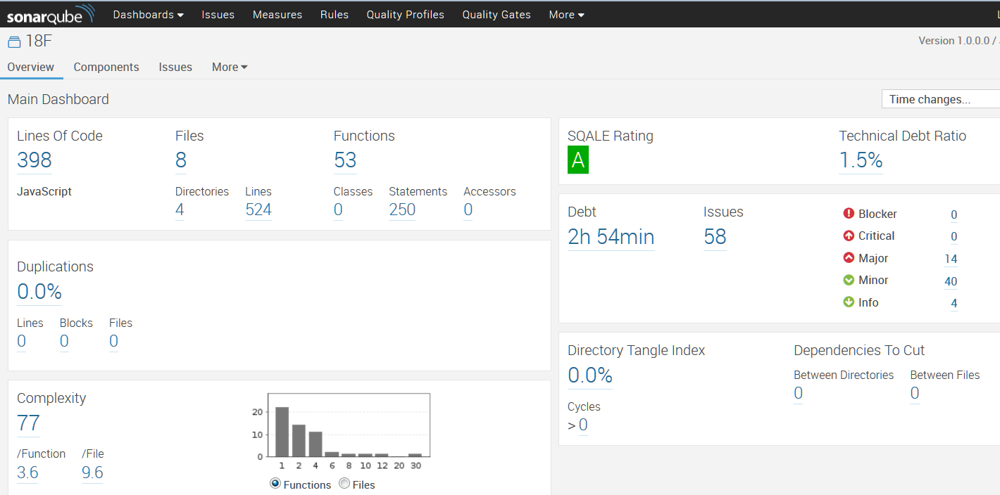 sonarqube Dashboards Issues Measures Rules Quality Profiles Quality Gates More
18F
Version 1.0.0.0 /
Overview Components Issues More
Main Dashboard
Time changes...
Lines Of Code Files Functions
398 8 53
JavaScript Directories Lines Classes Statements Accessors
4 524 0 250 0
Duplications
0.0%
Lines Blocks Files
0 0 0
Complexity
77
/Function /File
3.6 9.6
20
10
0
1 2 4 6 8 10 12 20 30
Functions Files
SQALE Rating Technical Debt Ratio
A 1.5%
Debt Issues
2h 54min 58
Blocker 0
Critical 0
Major 14
Minor 40
Info 4
Directory Tangle Index Dependencies To Cut
0.0% Between Directories Between Files
0 0
Cycles
> 0